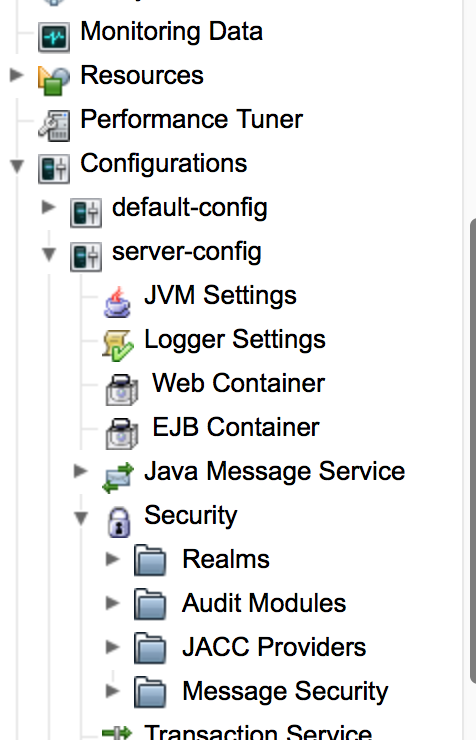 Monitoring Data
Resources
Performance Tuner
Configurations
default-config
server-config
JVM Settings
Logger Settings
Web Container
EJB Container
Java Message Service
Security
Realms
Audit Modules
JACC Providers
Message Security
Transaction Service